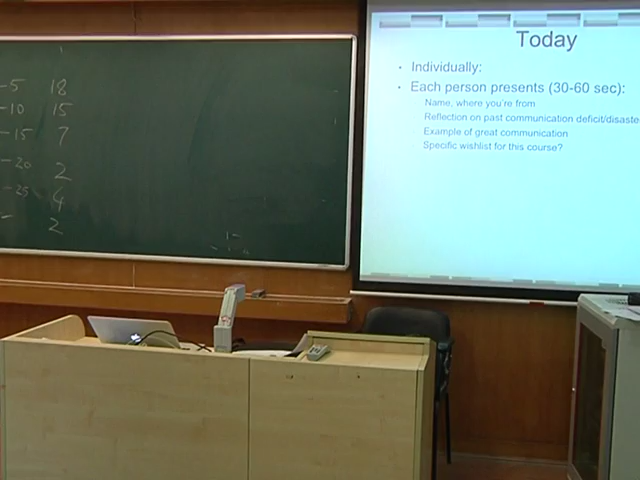 -5 18
-10 15
-15 7
-20 2
-25 4
- 2
Today
• Individually:
• Each person presents (30-60 sec):
Name, where you're from
Reflection on past communication deficit/disaste
Example of great communication
Specific wishlist for this course?